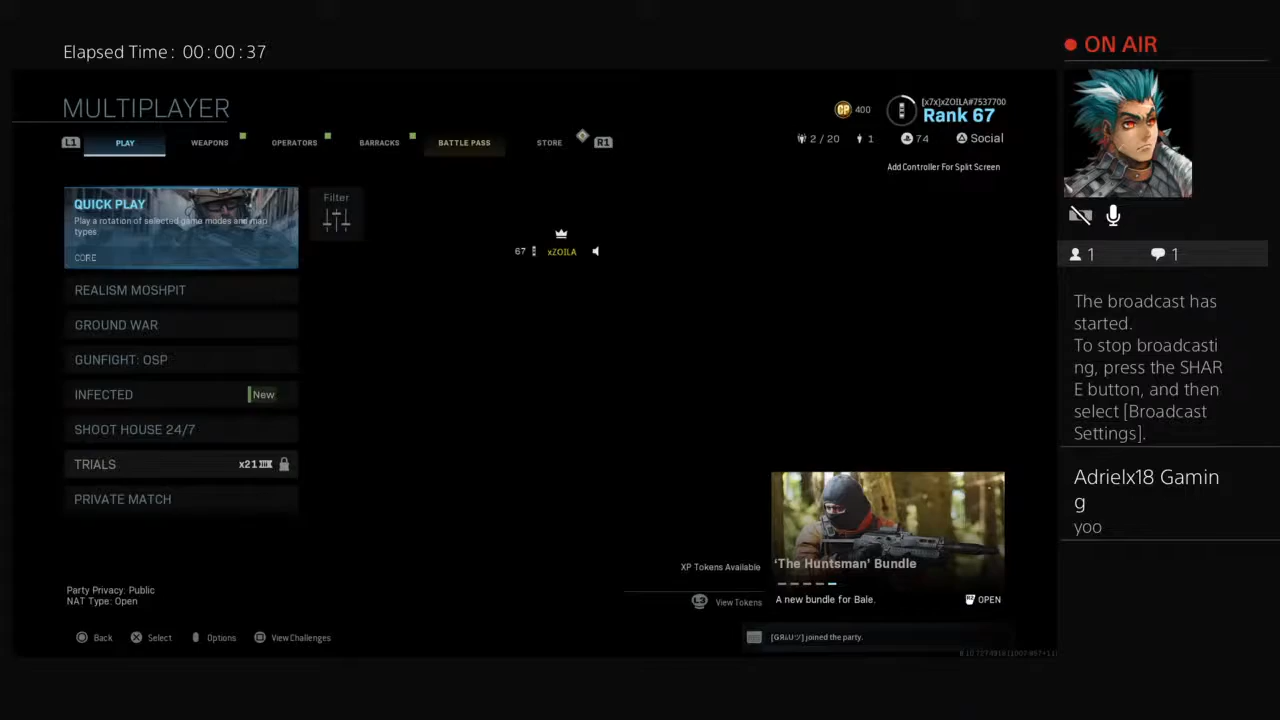 Elapsed Time: 00:00:37
ON AIR
MULTIPLAYER
CP 400
[x7x]xZOILA#7537700
Rank 67
L1 PLAY WEAPONS OPERATORS BARRACKS BATTLE PASS STORE R1
2 / 20 1 74 Social
Add Controller For Split Screen
QUICK PLAY
Play a rotation of selected game modes and map
types.
CORE
Filter
67 xZOILA
REALISM MOSHPIT
GROUND WAR
GUNFIGHT: OSP
INFECTED New
SHOOT HOUSE 24/7
TRIALS x21
PRIVATE MATCH
1 1
The broadcast has
started.
To stop broadcasti
ng, press the SHAR
E button, and then
select [Broadcast
Settings].
Adrielx18 Gamin
g
yoo
XP Tokens Available
L3 View Tokens
'The Huntsman' Bundle
A new bundle for Bale.
OPEN
Party Privacy: Public
NAT Type: Open
Back Select Options View Challenges
joined the party.